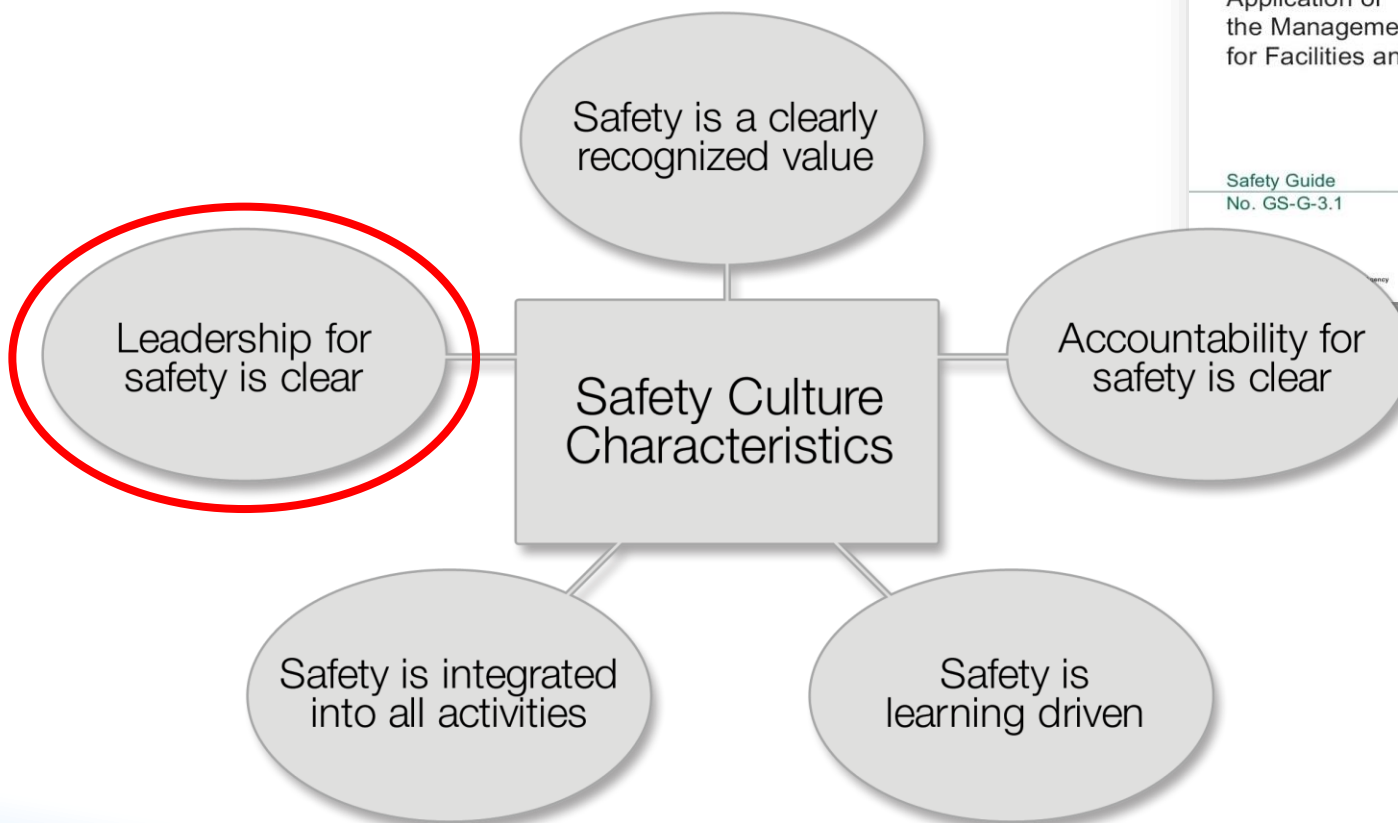 Application of
the Manageme
for Facilities an
Safety Guide
No. GS-G-3.1
Safety is a clearly
recognized value
Leadership for
safety is clear
Accountability for
safety is clear
Safety Culture
Characteristics
Safety is integrated
into all activities
Safety is
learning driven